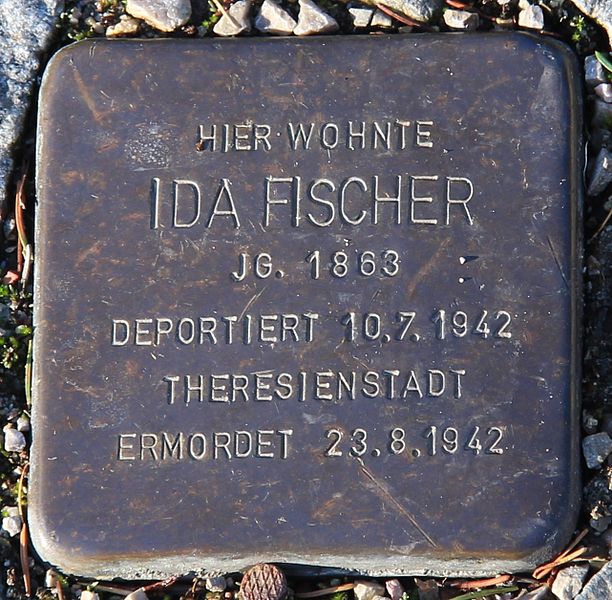 HIER WOHNTE
IDA FISCHER
JG. 1863
DEPORTIERT 10.7.1942
THERESIENSTADT
ERMORDET 23.8.1942